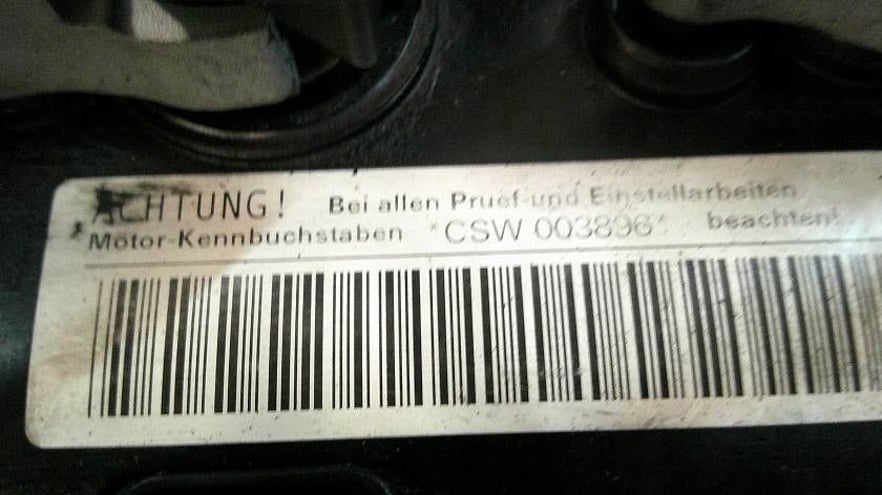 ACHTUNG! Bei allen Pruef-und Einstellarbeiten
Motor-Kennbuchstaben *CSW 003896* beachten!